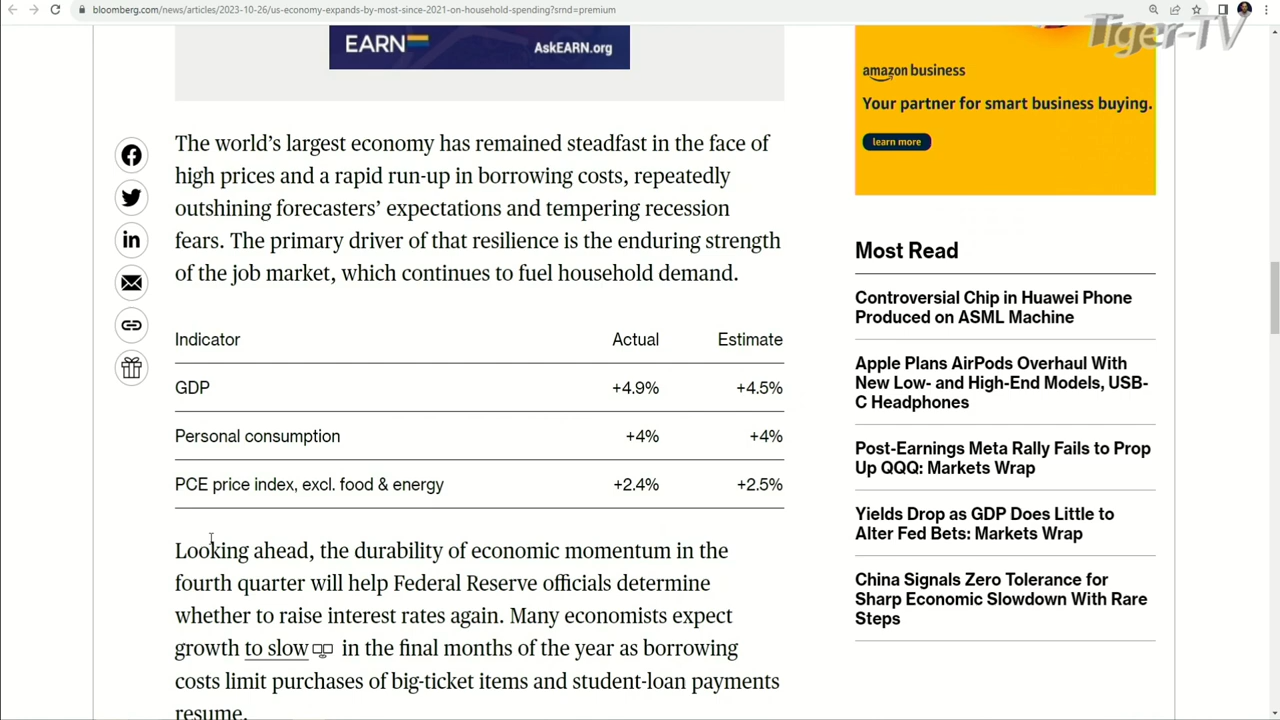 bloomberg.com/news/articles/2023-10-26/us-economy-expands-by-most-since-2021-on-household-spending?srnd=premium
Tiger-TV
EARN
AskEARN.org
amazon business
Your partner for smart business buying.
learn more
The world's largest economy has remained steadfast in the face of
high prices and a rapid run-up in borrowing costs, repeatedly
outshining forecasters' expectations and tempering recession
fears. The primary driver of that resilience is the enduring strength
of the job market, which continues to fuel household demand.
Indicator Actual Estimate
GDP +4.9% +4.5%
Personal consumption +4% +4%
PCE price index, excl. food & energy +2.4% +2.5%
Looking ahead, the durability of economic momentum in the
fourth quarter will help Federal Reserve officials determine
whether to raise interest rates again. Many economists expect
growth to slow in the final months of the year as borrowing
costs limit purchases of big-ticket items and student-loan payments
resume.
Most Read
Controversial Chip in Huawei Phone
Produced on ASML Machine
Apple Plans AirPods Overhaul With
New Low- and High-End Models, USB-
C Headphones
Post-Earnings Meta Rally Fails to Prop
Up QQQ: Markets Wrap
Yields Drop as GDP Does Little to
Alter Fed Bets: Markets Wrap
China Signals Zero Tolerance for
Sharp Economic Slowdown With Rare
Steps